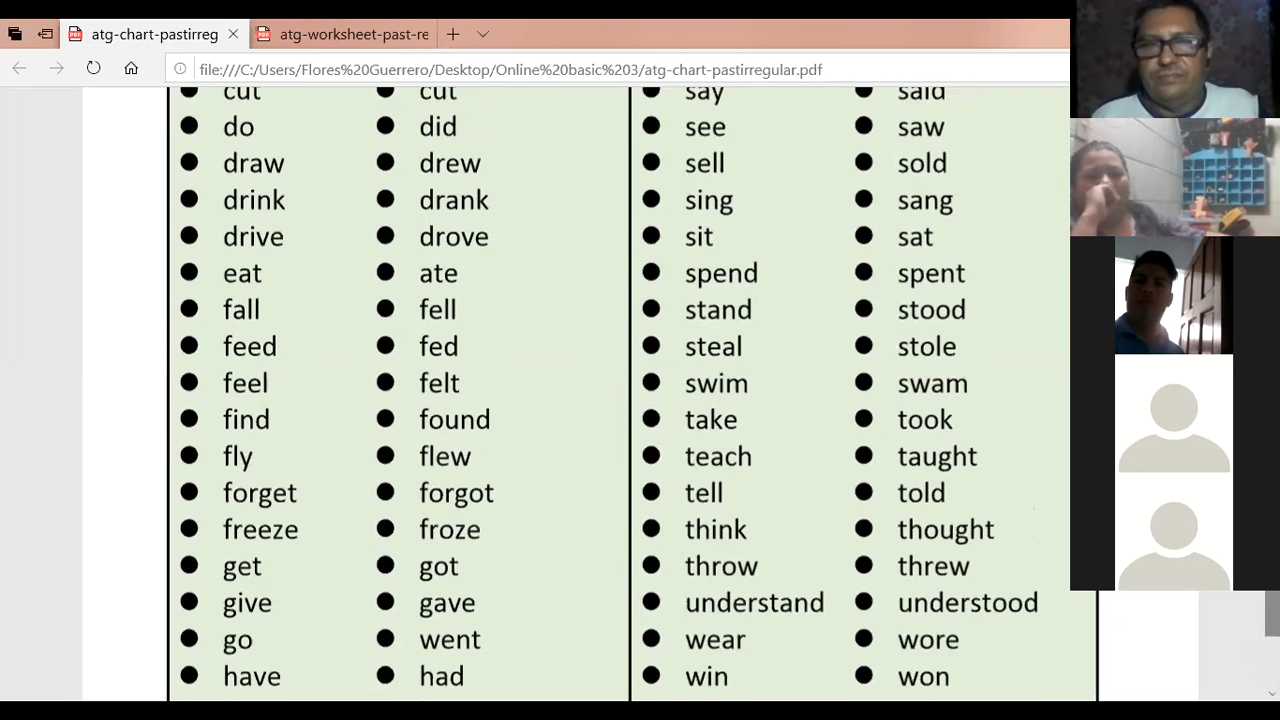 atg-chart-pastirreg
atg-worksheet-past-re
file:///C:/Users/Flores%20Guerrero/Desktop/Online%20basic%203/atg-chart-pastirregular.pdf
cut cut say said
do did see saw
draw drew sell sold
drink drank sing sang
drive drove sit sat
eat ate spend spent
fall fell stand stood
feed fed steal stole
feel felt swim swam
find found take took
fly flew teach taught
forget forgot tell told
freeze froze think thought
get got throw threw
give gave understand understood
go went wear wore
have had win won